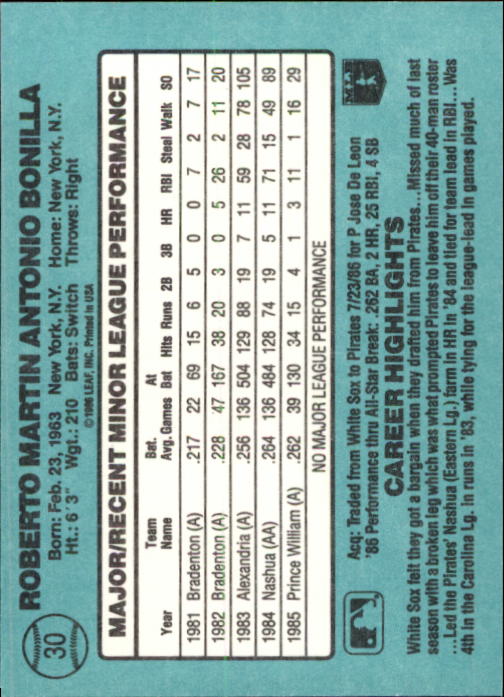 30
ROBERTO MARTIN ANTONIO BONILLA
Born: Feb. 23, 1963 New York, N.Y. Home: New York, N.Y.
Ht.: 6'3" Wgt.: 210 Bats: Switch Throws: Right
©1986 LEAF, INC. Printed in USA
MAJOR/RECENT MINOR LEAGUE PERFORMANCE
Team Bat. At
Year Name Avg. Games Bat Hits Runs 2B 3B HR RBI Steal Walk SO
1981 Bradenton (A) .217 22 69 15 6 5 0 0 7 2 7 17
1982 Bradenton (A) .228 47 167 38 20 3 0 5 26 2 11 20
1983 Alexandria (A) .256 136 504 129 88 19 7 11 59 28 78 105
1984 Nashua (AA) .264 136 484 128 74 19 5 11 71 15 49 89
1985 Prince William (A) .262 39 130 34 15 4 1 3 11 1 16 29
NO MAJOR LEAGUE PERFORMANCE
Acq: Traded from White Sox to Pirates 7/23/86 for P Jose De Leon
'86 Performance thru All-Star Break: .262 BA, 2 HR, 25 RBI, 4 SB
CAREER HIGHLIGHTS
White Sox felt they got a bargain when they drafted him from Pirates...Missed much of last
season with a broken leg which was what prompted Pirates to leave him off their 40-man roster
...Led the Pirates' Nashua (Eastern Lg.) farm in HR in '84 and tied for team lead in RBI...Was
4th in the Carolina Lg. in runs in '83, while tying for the league-lead in games played.